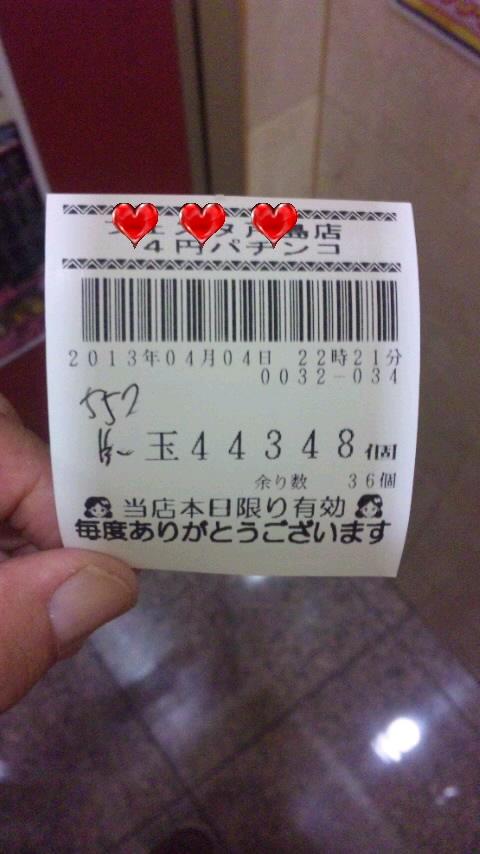 店
4円パチンコ
2013年04月04日 22時21分
0032-034
557
玉44348個
余り数 36個
当店本日限り有効
毎度ありがとうございます